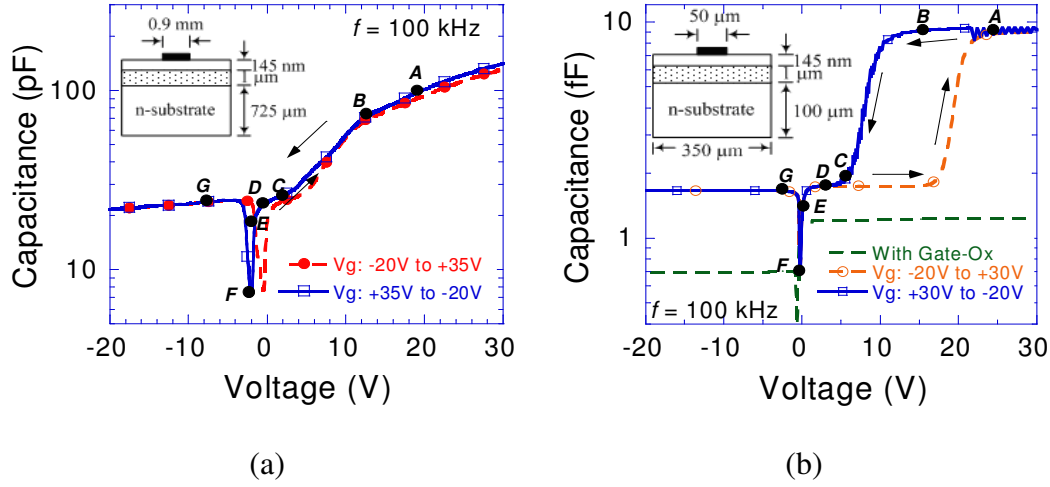 f = 100 kHz
0.9 mm
145 nm
µm
n-substrate
725 µm
A
B
C
D
E
F
G
Vg: -20V to +35V
Vg: +35V to -20V
Capacitance (pF)
100
10
-20 -10 0 10 20 30
Voltage (V)
(a)
50 µm
145 nm
µm
n-substrate
100 µm
350 µm
B
A
G
D
C
E
F
With Gate-Ox
Vg: -20V to +30V
Vg: +30V to -20V
f = 100 kHz
Capacitance (fF)
10
1
-20 -10 0 10 20 30
Voltage (V)
(b)